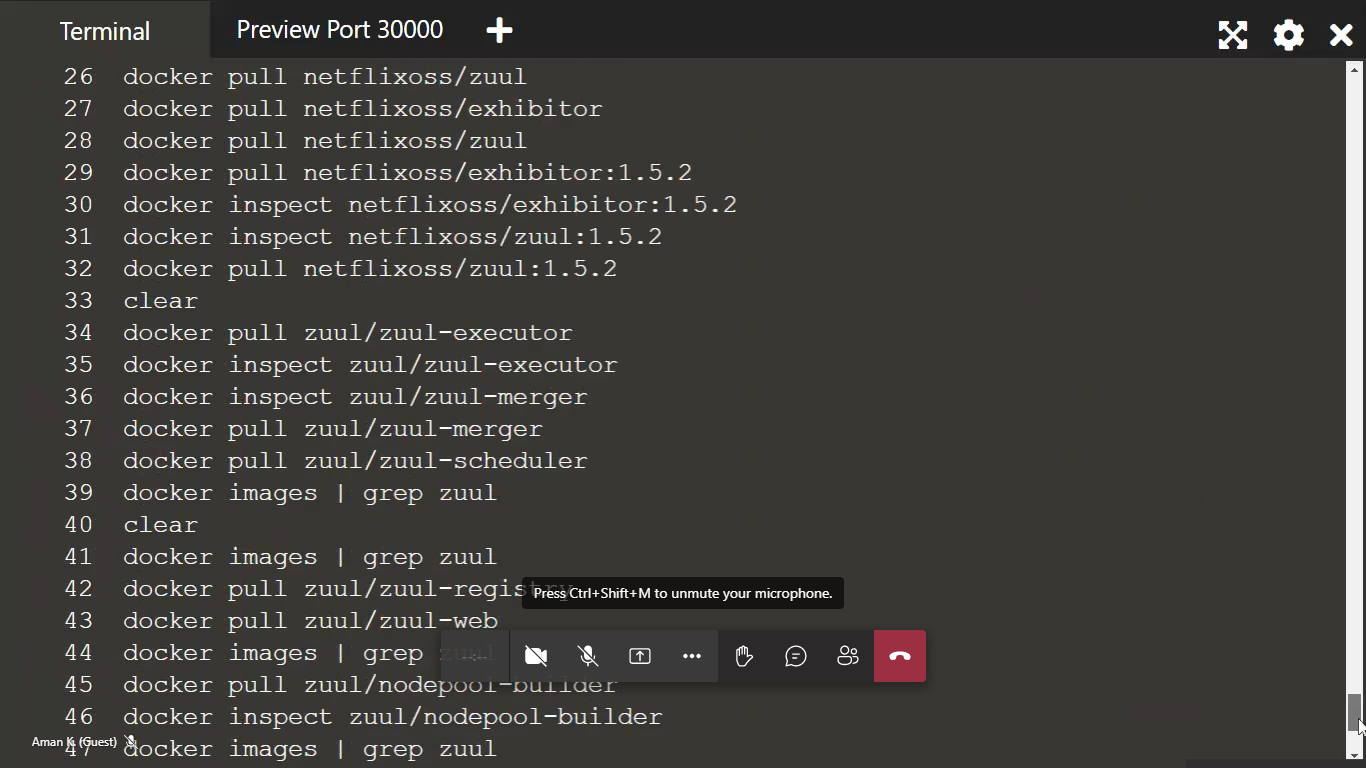 Terminal Preview Port 30000
26 docker pull netflixoss/zuul
27 docker pull netflixoss/exhibitor
28 docker pull netflixoss/zuul
29 docker pull netflixoss/exhibitor:1.5.2
30 docker inspect netflixoss/exhibitor:1.5.2
31 docker inspect netflixoss/zuul:1.5.2
32 docker pull netflixoss/zuul:1.5.2
33 clear
34 docker pull zuul/zuul-executor
35 docker inspect zuul/zuul-executor
36 docker inspect zuul/zuul-merger
37 docker pull zuul/zuul-merger
38 docker pull zuul/zuul-scheduler
39 docker images | grep zuul
40 clear
41 docker images | grep zuul
42 docker pull zuul/zuul-registry
Press Ctrl+Shift+M to unmute your microphone.
43 docker pull zuul/zuul-web
44 docker images | grep zuul
45 docker pull zuul/nodepool-builder
46 docker inspect zuul/nodepool-builder
Aman K. (Guest)
47 docker images | grep zuul